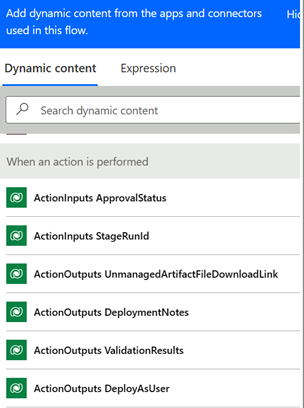 Add dynamic content from the apps and connectors
used in this flow.
Hid
Dynamic content
Expression
Search dynamic content
When an action is performed
ActionInputs ApprovalStatus
ActionInputs StageRunId
ActionOutputs UnmanagedArtifactFileDownloadLink
ActionOutputs DeploymentNotes
ActionOutputs ValidationResults
ActionOutputs DeployAsUser